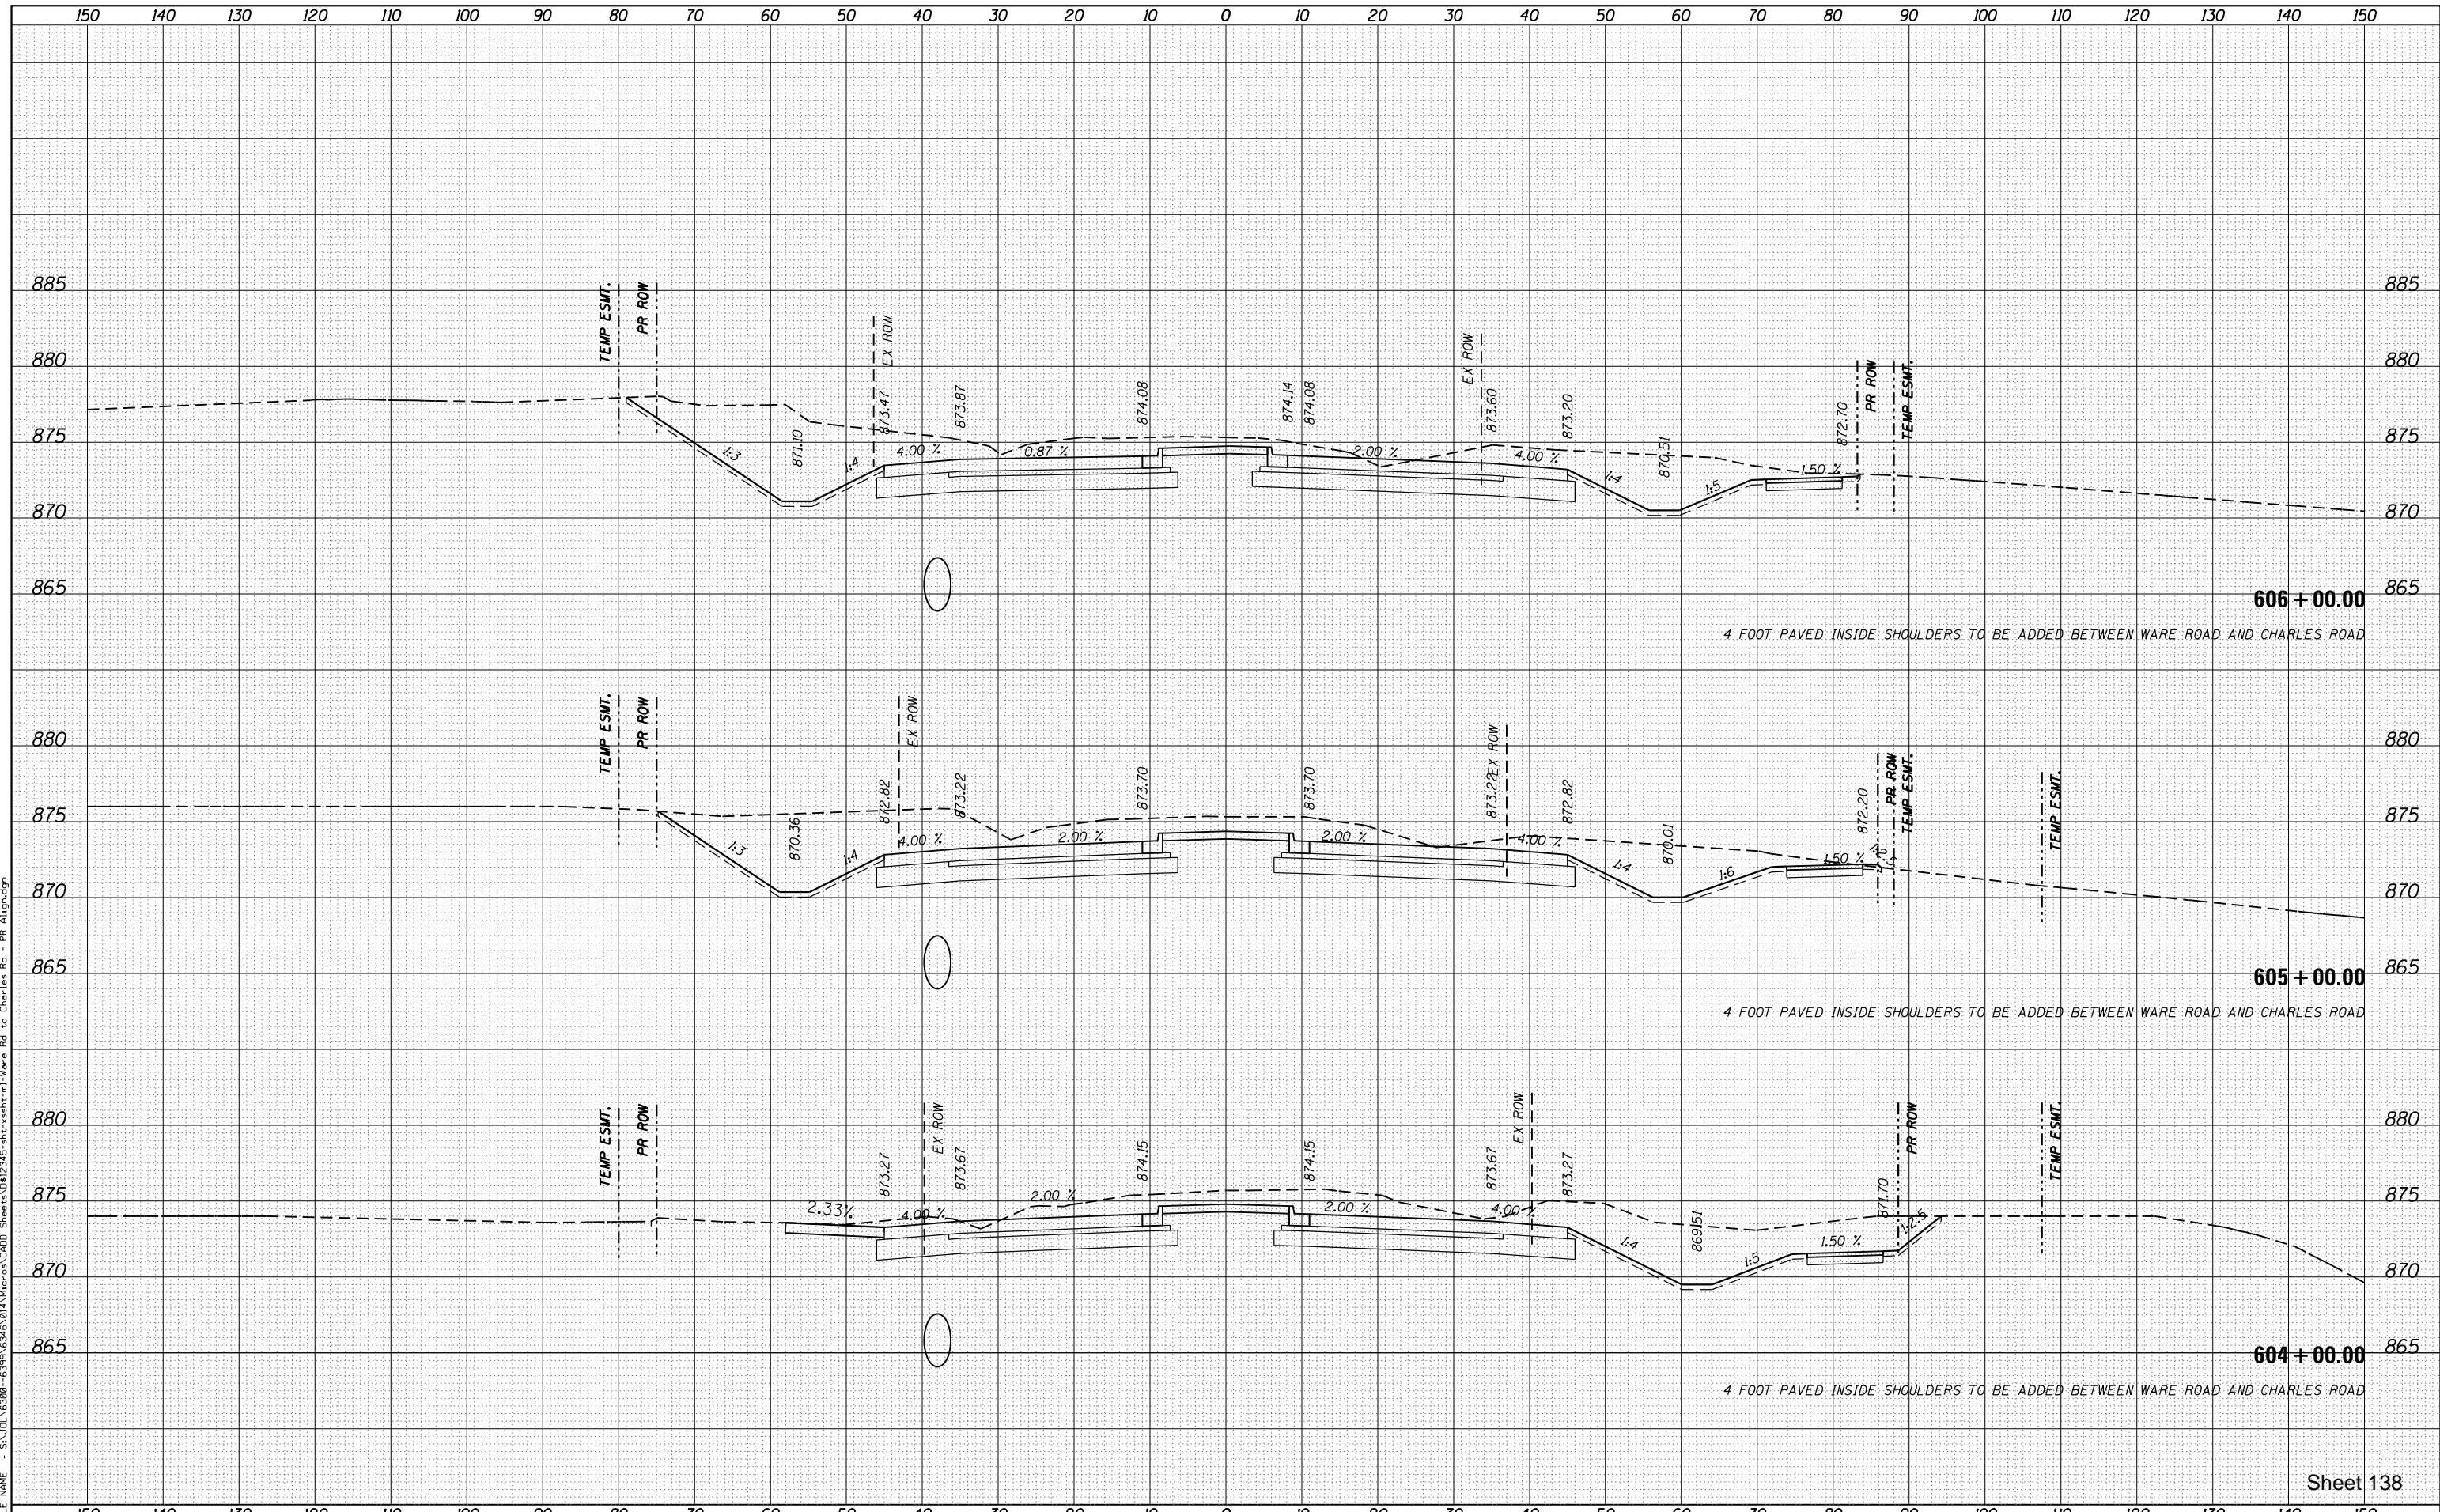 150 140 130 120 110 100 90 80 70 60 50 40 30 20 10 0 10 20 30 40 50 60 70 80 90 100 110 120 130 140 150
885 TEMP ESMT. PR ROW EX ROW EX ROW PR ROW TEMP ESMT. 885
880 880
871.10 873.47 873.87 874.08 874.14 874.08 873.60 873.20 870.51 872.70
875 875
1:3 1:4 4.00 % 0.87 % 2.00 % 4.00 % 1:4 1:5 1.50 %
870 870
865 865
606+00.00
4 FOOT PAVED INSIDE SHOULDERS TO BE ADDED BETWEEN WARE ROAD AND CHARLES ROAD
TEMP ESMT. PR ROW EX ROW EX ROW PR ROW TEMP ESMT. TEMP ESMT.
880 880
870.36 872.82 873.22 873.70 873.70 873.22 872.82 870.01 872.20
875 875
1:3 1:4 4.00 % 2.00 % 2.00 % 4.00 % 1:4 1:6 1.50 %
870 870
865 865
605+00.00
4 FOOT PAVED INSIDE SHOULDERS TO BE ADDED BETWEEN WARE ROAD AND CHARLES ROAD
TEMP ESMT. PR ROW EX ROW EX ROW PR ROW TEMP ESMT.
880 880
873.27 873.67 874.15 874.15 873.67 873.27 869.51 871.70
875 875
2.33% 4.00 % 2.00 % 2.00 % 4.00 % 1:4 1:5 1.50 % 1:2.5
870 870
865 865
604+00.00
4 FOOT PAVED INSIDE SHOULDERS TO BE ADDED BETWEEN WARE ROAD AND CHARLES ROAD
Sheet 138